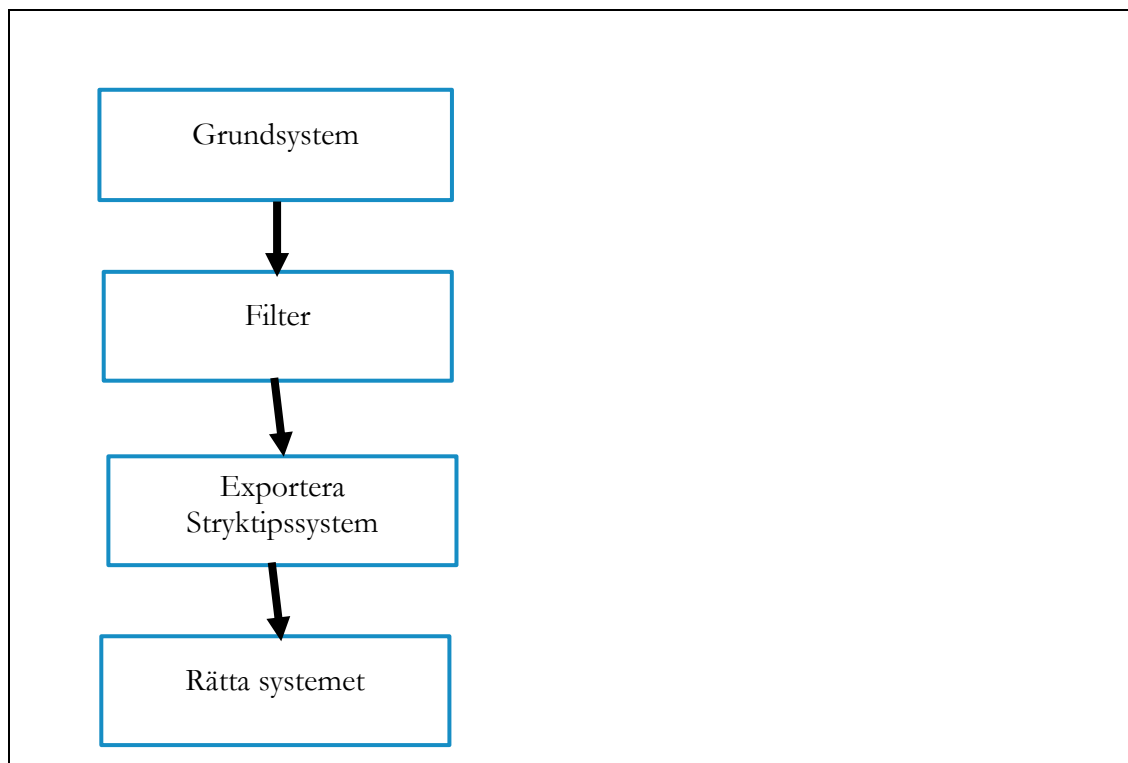 Grundsystem
Filter
Exportera
Stryktipssystem
Rätta systemet